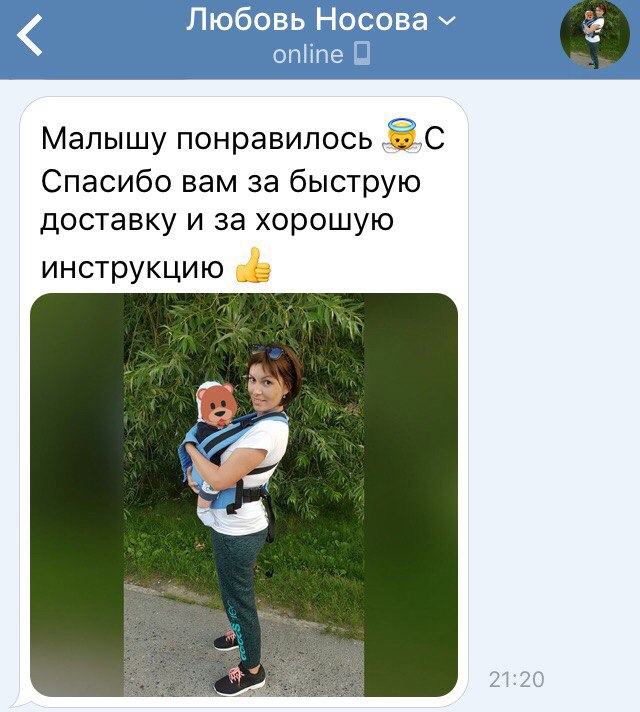 Любовь Носова
online
Малышу понравилось 👼С
Спасибо вам за быструю
доставку и за хорошую
инструкцию 👍
21:20